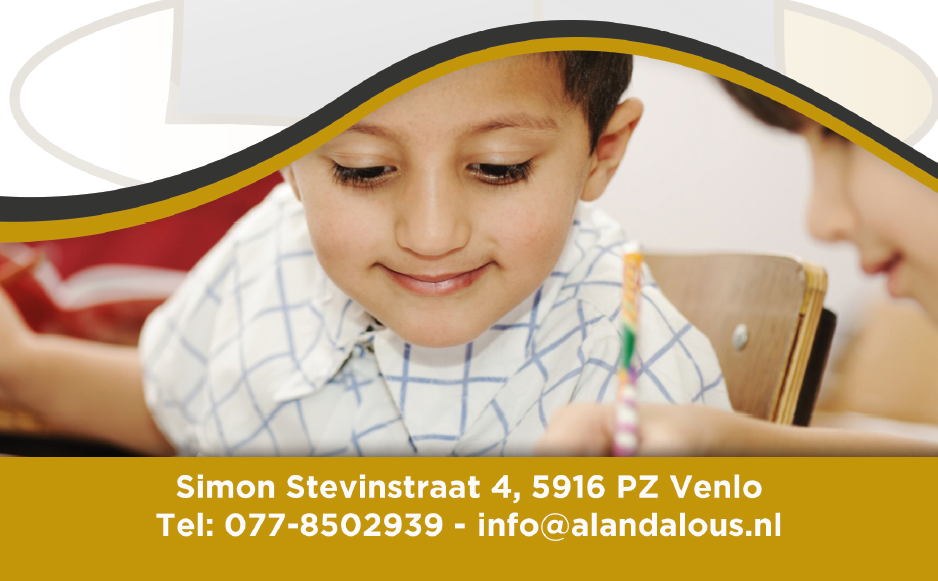 Simon Stevinstraat 4, 5916 PZ Venlo
Tel: 077-8502939 - info@alandalous.nl